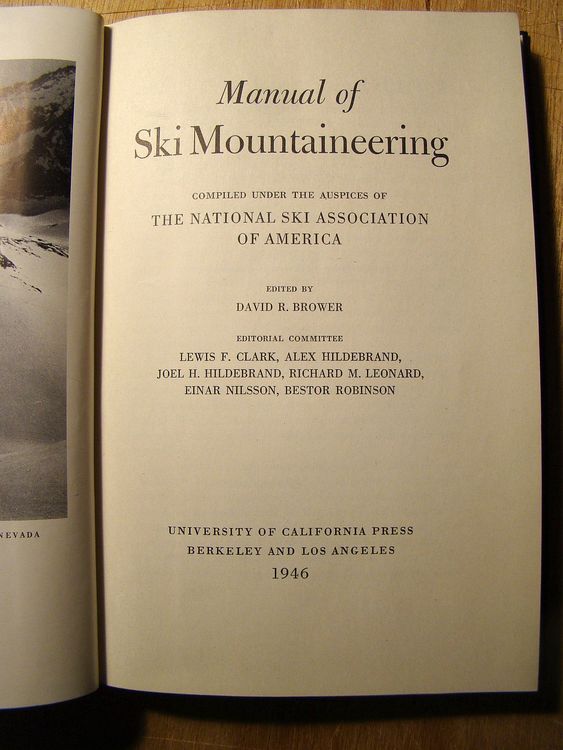 Manual of
Ski Mountaineering
COMPILED UNDER THE AUSPICES OF
THE NATIONAL SKI ASSOCIATION
OF AMERICA
EDITED BY
DAVID R. BROWER
EDITORIAL COMMITTEE
LEWIS F. CLARK, ALEX HILDEBRAND,
JOEL H. HILDEBRAND, RICHARD M. LEONARD,
EINAR NILSSON, BESTOR ROBINSON
UNIVERSITY OF CALIFORNIA PRESS
BERKELEY AND LOS ANGELES
1946
NEVADA